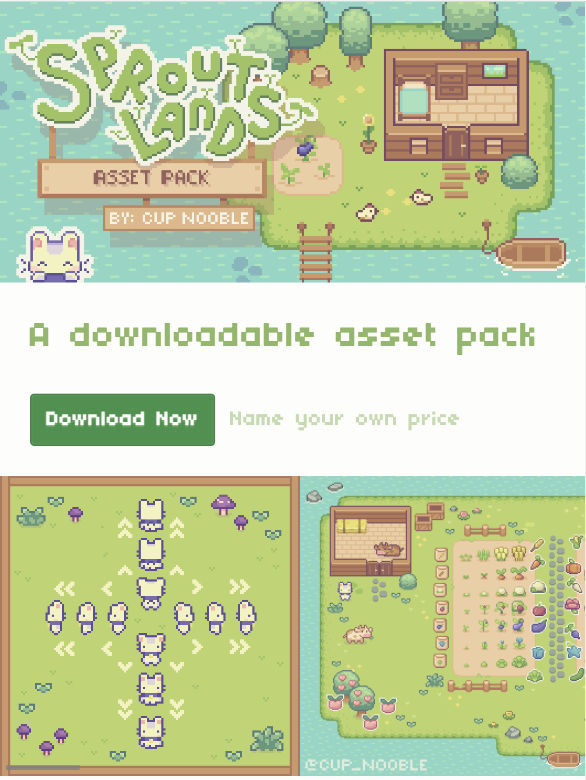 SPROUT
LANDS
ASSET PACK
BY: CUP NOOBLE
A downloadable asset pack
Download Now Name your own price
@CUP_NOOBLE